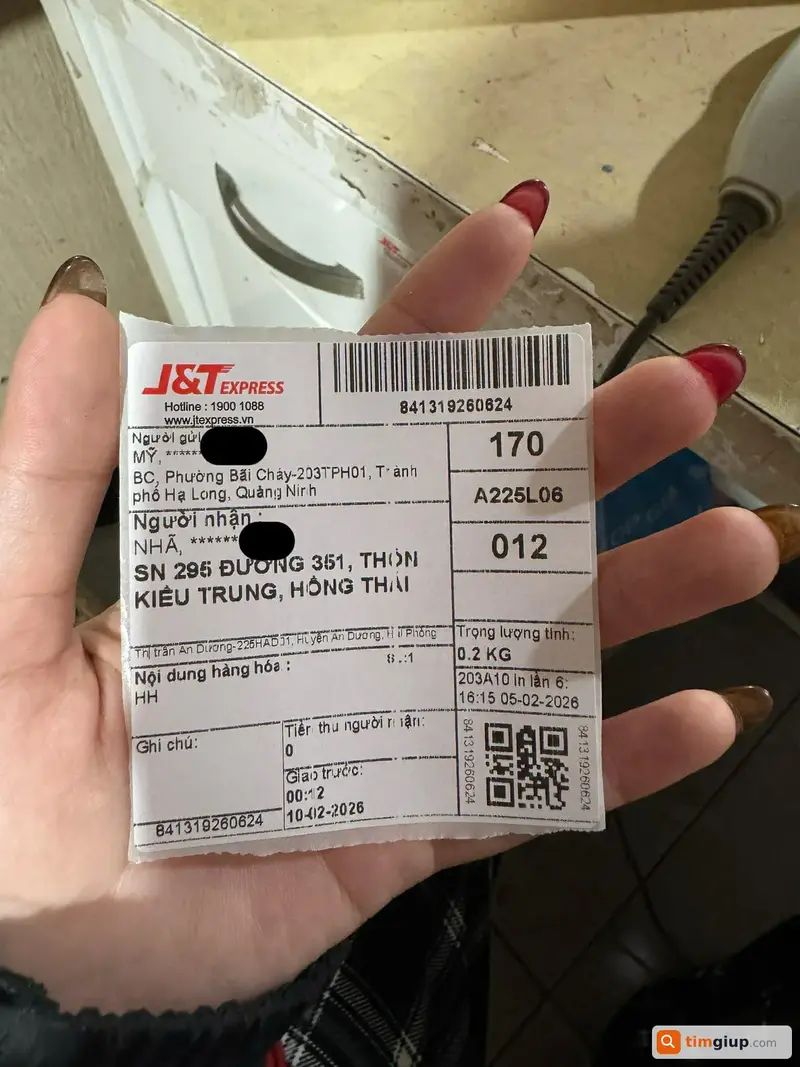 J&T EXPRESS
Hotline : 1900 1088
www.jtexpress.vn
841319260624
Người gửi
MỸ, ******
BC, Phường Bãi Cháy-203TPH01, Thành
phố Hạ Long, Quảng Ninh
Người nhận :
NHÃ, ******
SN 295 ĐƯỜNG 351, THÔN
KIỀU TRUNG, HỒNG THÁI
Thị trấn An Dương-225HAD01, Huyện An Dương, Hải Phòng
170
A225L06
012
Nội dung hàng hóa :
HH
Trọng lượng tính:
0.2 KG
203A10 in lần 6:
16:15 05-02-2026
Ghi chú:
841319260624
Tiền thu người nhận:
0
Giao trước:
00:12
10-02-2026
841319260624
841319260624
J&T
timgiup.com